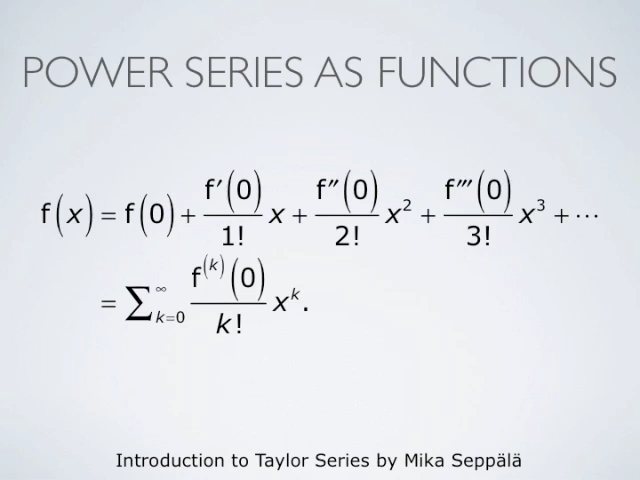 POWER SERIES AS FUNCTIONS
f(x) = f(0) + f′(0)/1! x + f″(0)/2! x² + f‴(0)/3! x³ + ⋯
= ∑_{k=0}^{∞} f^{(k)}(0)/k! x^k.
Introduction to Taylor Series by Mika Seppälä